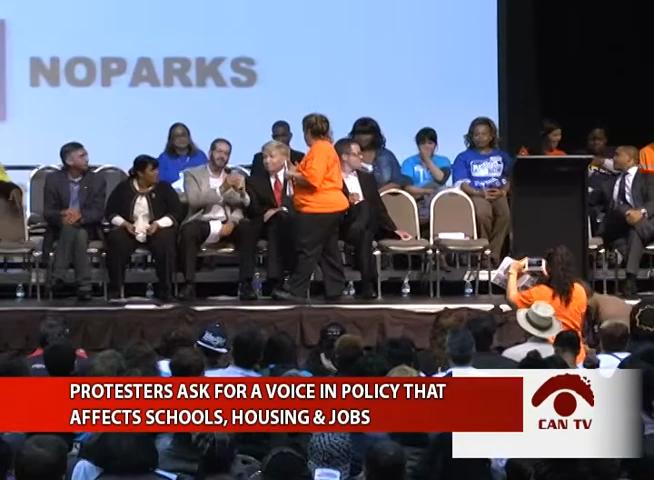 NOPARKS
PROTESTERS ASK FOR A VOICE IN POLICY THAT
AFFECTS SCHOOLS, HOUSING & JOBS
CAN TV